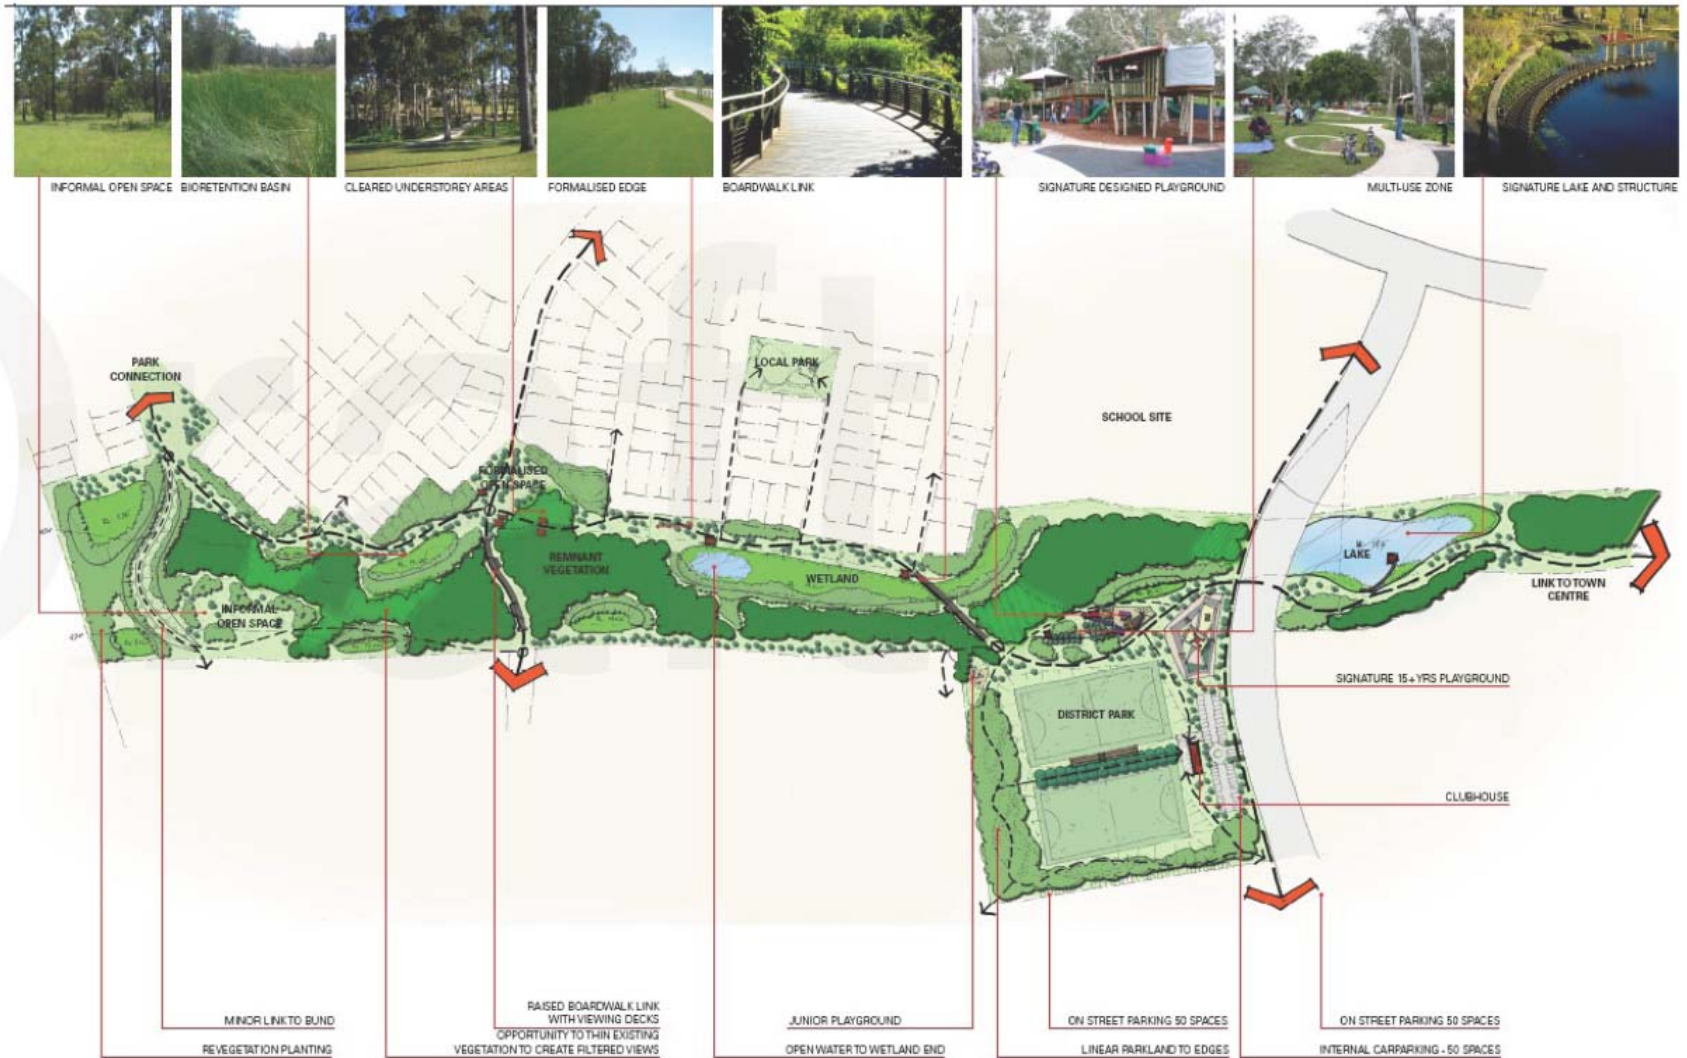 INFORMAL OPEN SPACE
BIORETENTION BASIN
CLEARED UNDERSTOREY AREAS
FORMALISED EDGE
BOARDWALK LINK
SIGNATURE DESIGNED PLAYGROUND
MULTI-USE ZONE
SIGNATURE LAKE AND STRUCTURE
PARK
CONNECTION
LOCAL PARK
SCHOOL SITE
FORMALISED
OPEN SPACE
REMNANT
VEGETATION
WETLAND
LAKE
LINK TO TOWN
CENTRE
INFORMAL
OPEN SPACE
SIGNATURE 15+YRS PLAYGROUND
DISTRICT PARK
CLUBHOUSE
MINOR LINK TO BUND
REVEGETATION PLANTING
RAISED BOARDWALK LINK
WITH VIEWING DECKS
OPPORTUNITY TO THIN EXISTING
VEGETATION TO CREATE FILTERED VIEWS
JUNIOR PLAYGROUND
OPEN WATER TO WETLAND END
ON STREET PARKING 50 SPACES
LINEAR PARKLAND TO EDGES
ON STREET PARKING 50 SPACES
INTERNAL CARPARKING - 50 SPACES